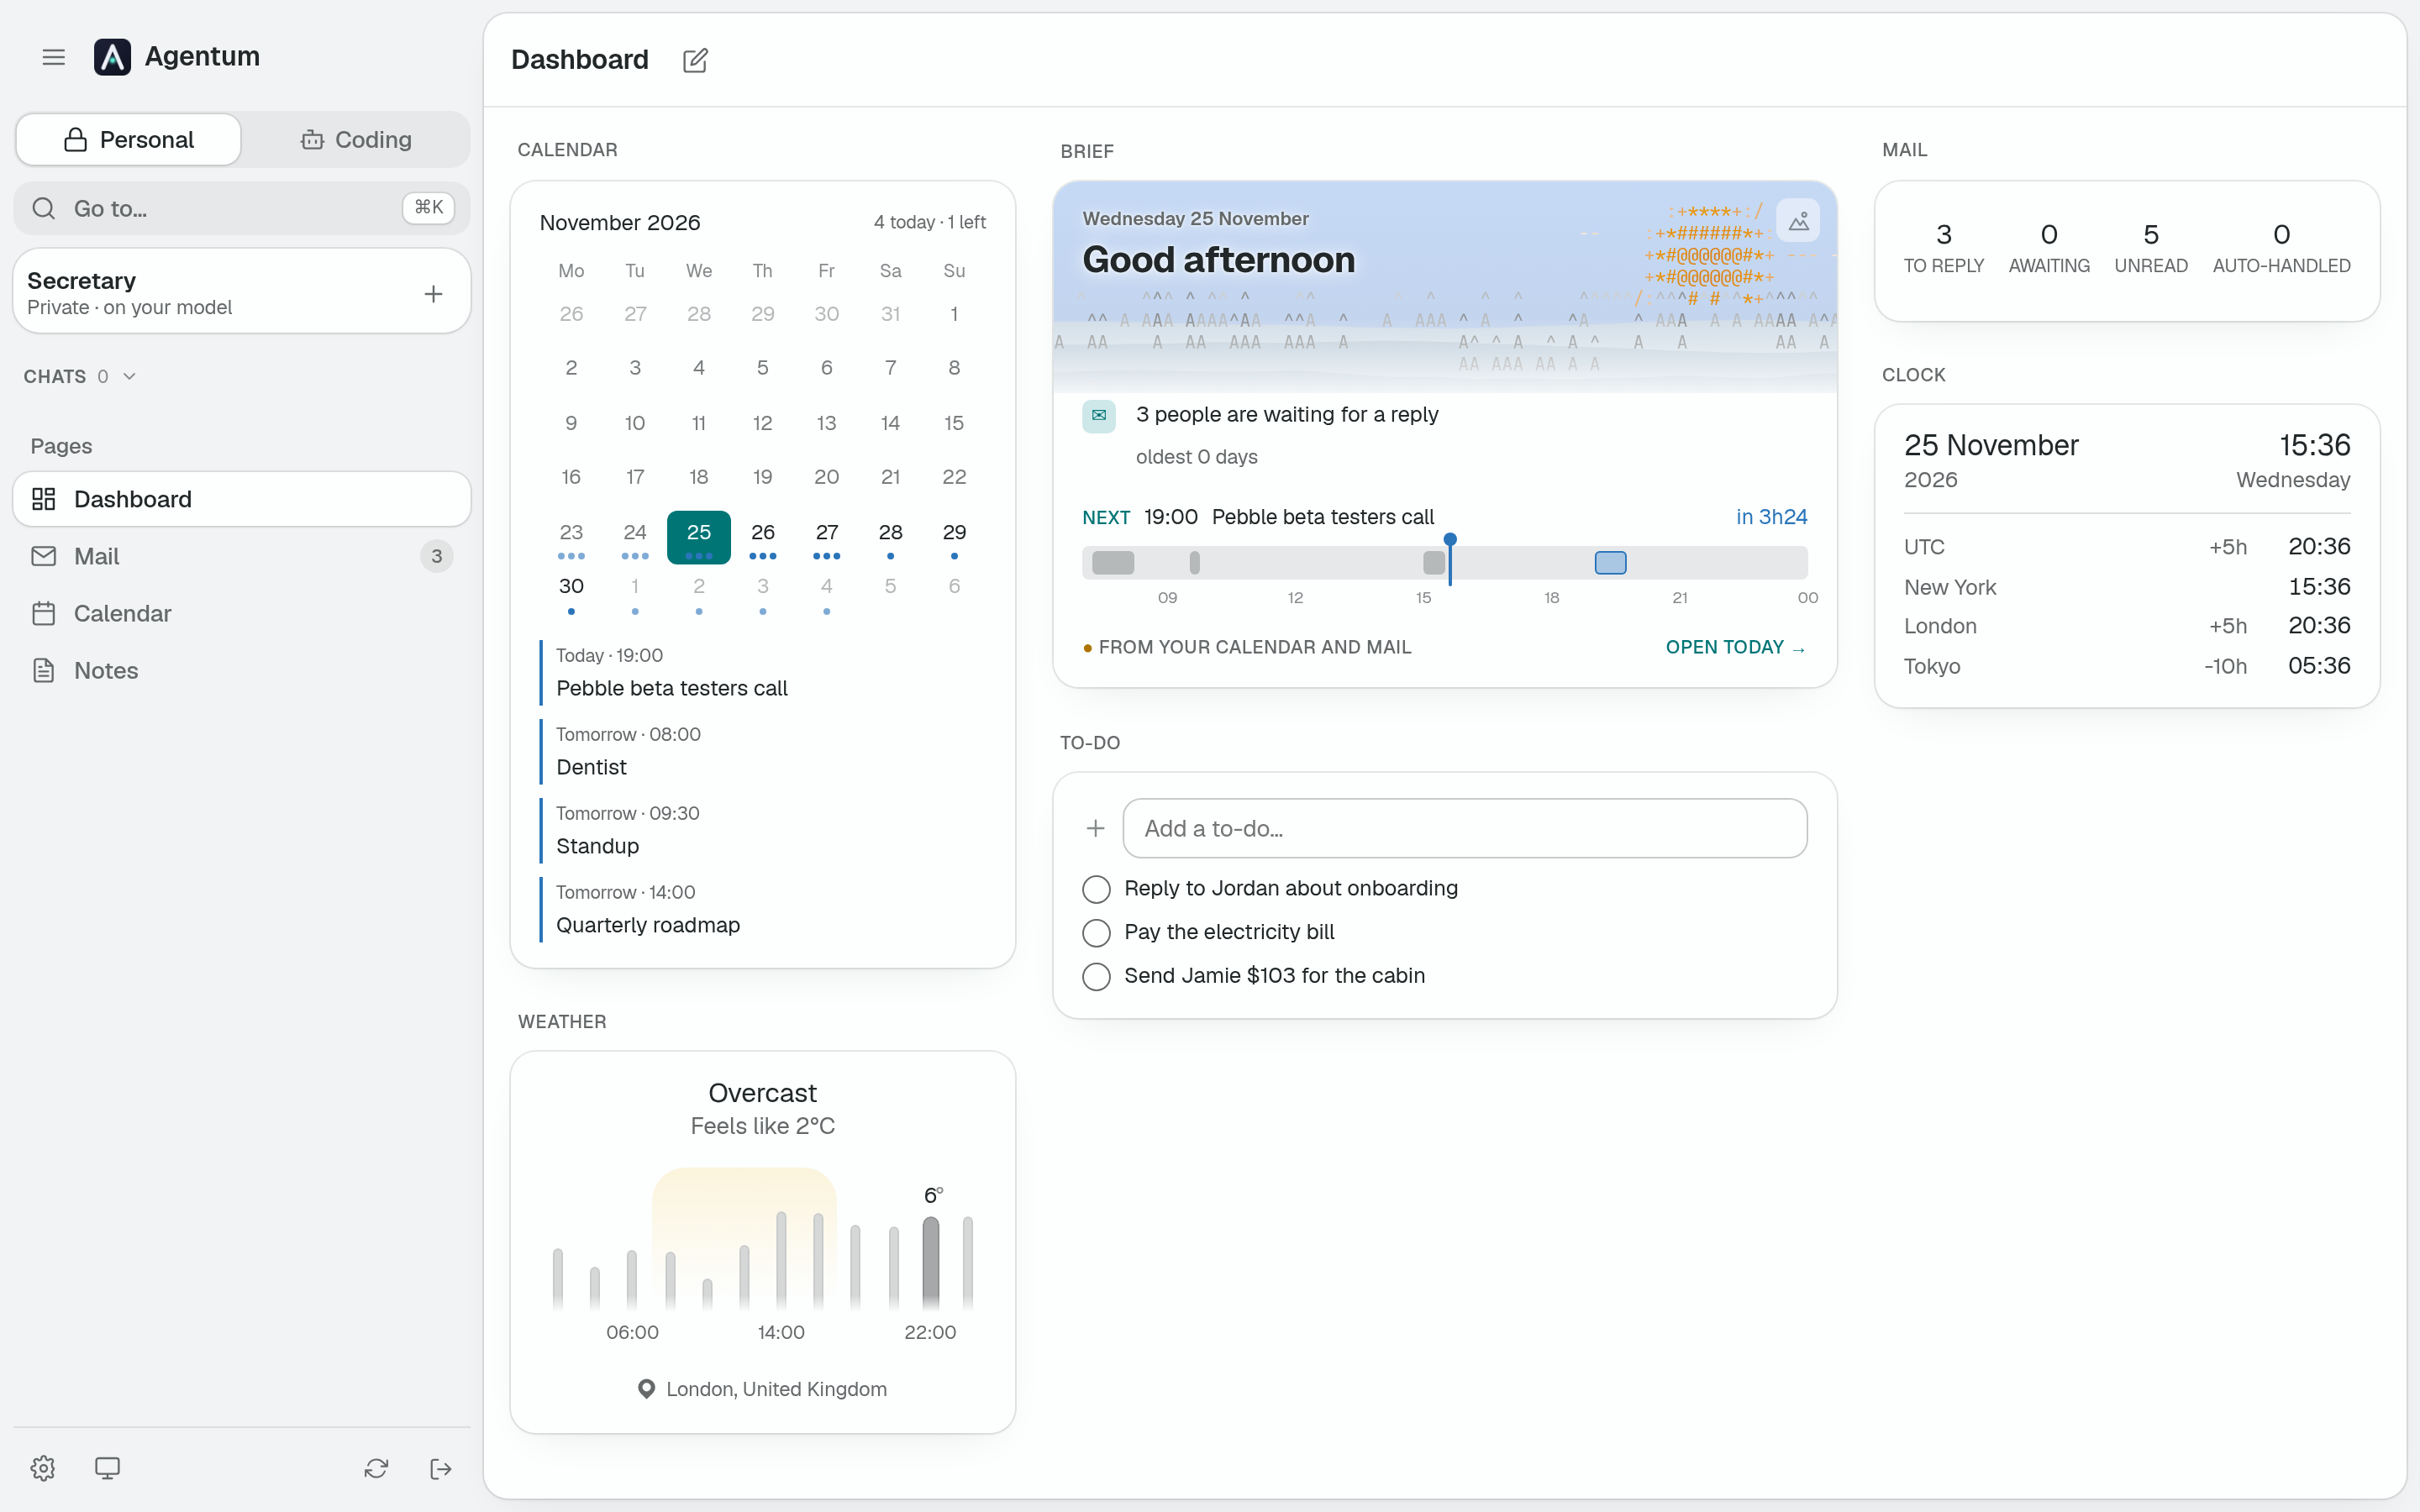 Agentum
Personal
Coding
Go to...
⌘K
Secretary
Private · on your model
CHATS 0
Pages
Dashboard
Mail 3
Calendar
Notes
Dashboard
CALENDAR
November 2026
4 today · 1 left
Mo Tu We Th Fr Sa Su
26 27 28 29 30 31 1
2 3 4 5 6 7 8
9 10 11 12 13 14 15
16 17 18 19 20 21 22
23 24 25 26 27 28 29
30 1 2 3 4 5 6
Today · 19:00
Pebble beta testers call
Tomorrow · 08:00
Dentist
Tomorrow · 09:30
Standup
Tomorrow · 14:00
Quarterly roadmap
WEATHER
Overcast
Feels like 2°C
6°
06:00 14:00 22:00
London, United Kingdom
BRIEF
Wednesday 25 November
Good afternoon
3 people are waiting for a reply
oldest 0 days
NEXT 19:00 Pebble beta testers call in 3h24
09 12 15 18 21 00
FROM YOUR CALENDAR AND MAIL
OPEN TODAY →
TO-DO
Add a to-do...
Reply to Jordan about onboarding
Pay the electricity bill
Send Jamie $103 for the cabin
MAIL
3 0 5 0
TO REPLY AWAITING UNREAD AUTO-HANDLED
CLOCK
25 November 15:36
2026 Wednesday
UTC +5h 20:36
New York 15:36
London +5h 20:36
Tokyo -10h 05:36